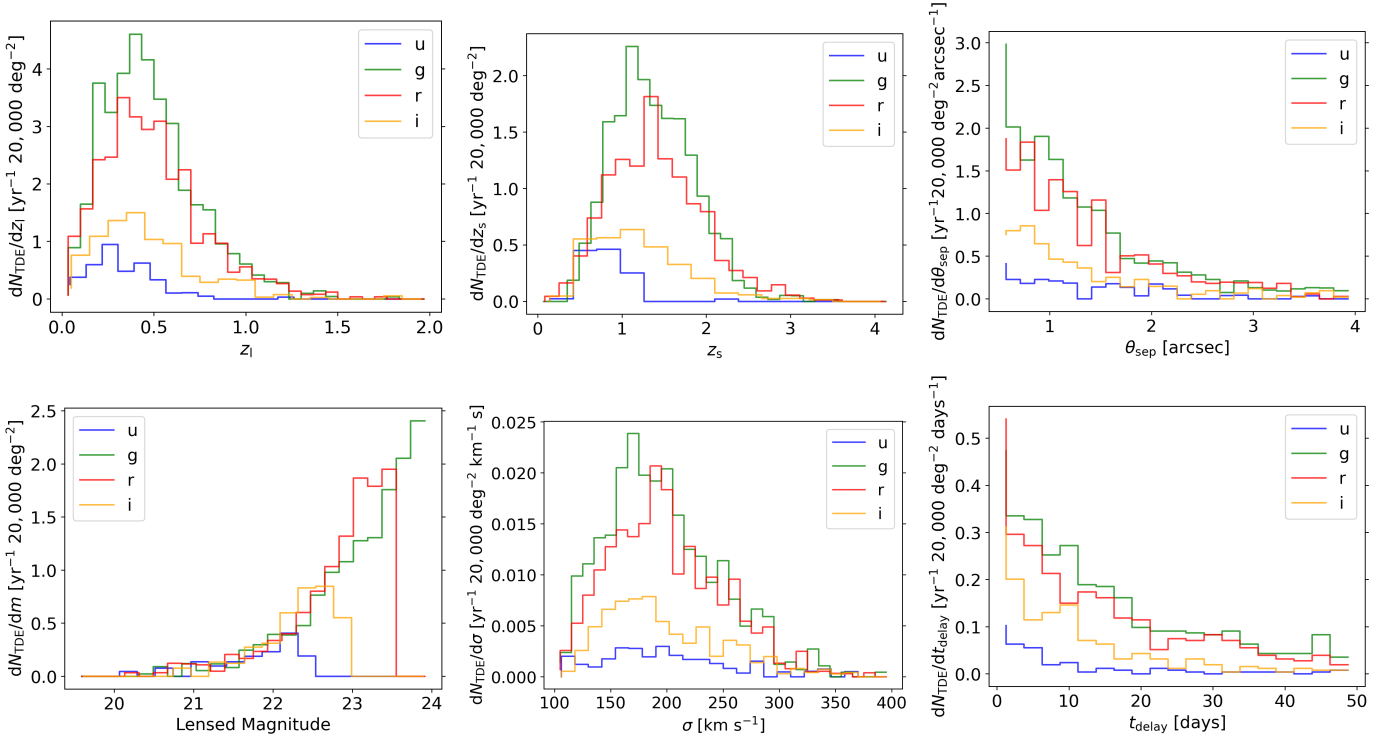 dN_TDE/dz_l [yr⁻¹ 20, 000 deg⁻²]
4
3
2
1
0
0.0 0.5 1.0 1.5 2.0
z_l
u
g
r
i
dN_TDE/dz_s [yr⁻¹ 20, 000 deg⁻²]
2.0
1.5
1.0
0.5
0.0
0 1 2 3 4
z_s
u
g
r
i
dN_TDE/dθ_sep [yr⁻¹20, 000 deg⁻²arcsec⁻¹]
3.0
2.5
2.0
1.5
1.0
0.5
0.0
1 2 3 4
θ_sep [arcsec]
u
g
r
i
dN_TDE/dm [yr⁻¹ 20, 000 deg⁻²]
2.5
2.0
1.5
1.0
0.5
0.0
20 21 22 23 24
Lensed Magnitude
u
g
r
i
dN_TDE/dσ [yr⁻¹ 20, 000 deg⁻² km⁻¹ s]
0.025
0.020
0.015
0.010
0.005
0.000
100 150 200 250 300 350 400
σ [km s⁻¹]
u
g
r
i
dN_TDE/dt_delay [yr⁻¹ 20, 000 deg⁻² days⁻¹]
0.5
0.4
0.3
0.2
0.1
0.0
0 10 20 30 40 50
t_delay [days]
u
g
r
i